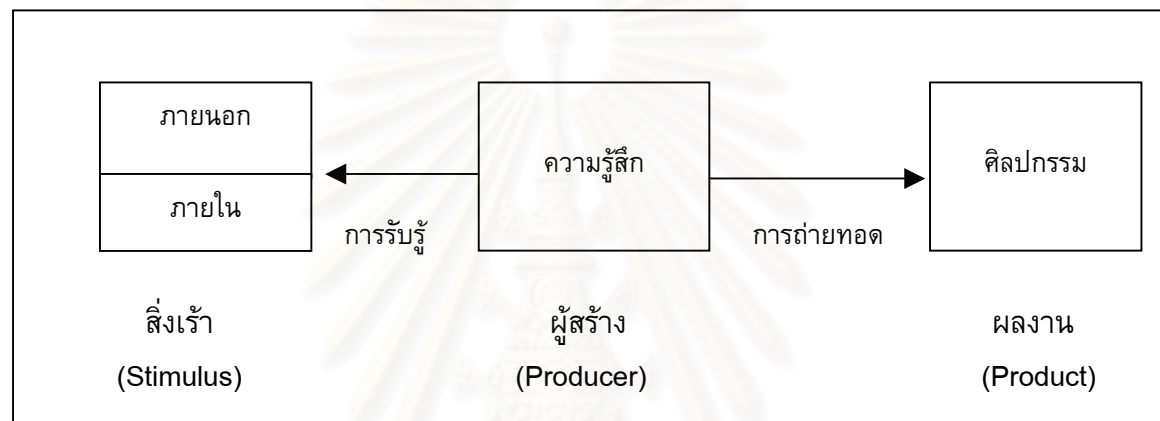 ภายนอก
ภายใน
การรับรู้
ความรู้สึก
การถ่ายทอด
ศิลปกรรม
สิ่งเร้า
(Stimulus)
ผู้สร้าง
(Producer)
ผลงาน
(Product)